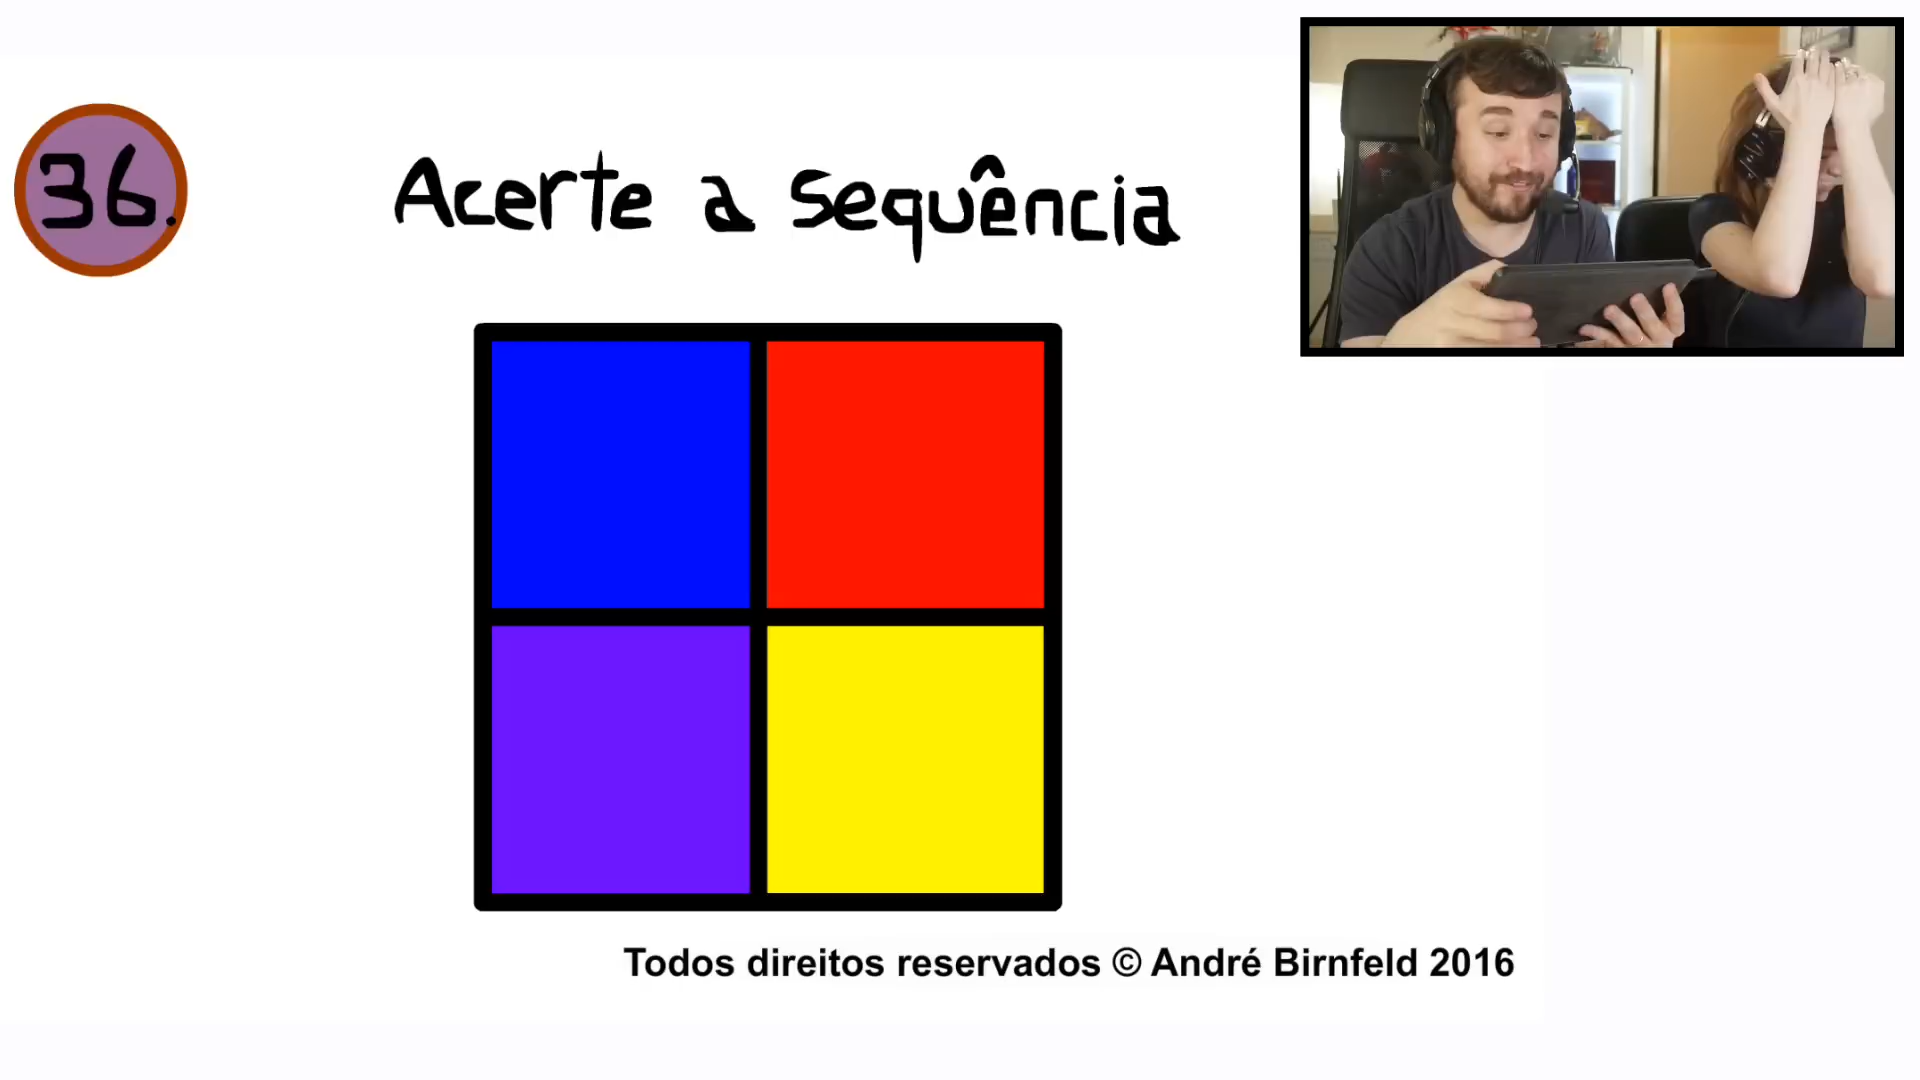 36.
Acerte a sequência
Todos direitos reservados © André Birnfeld 2016